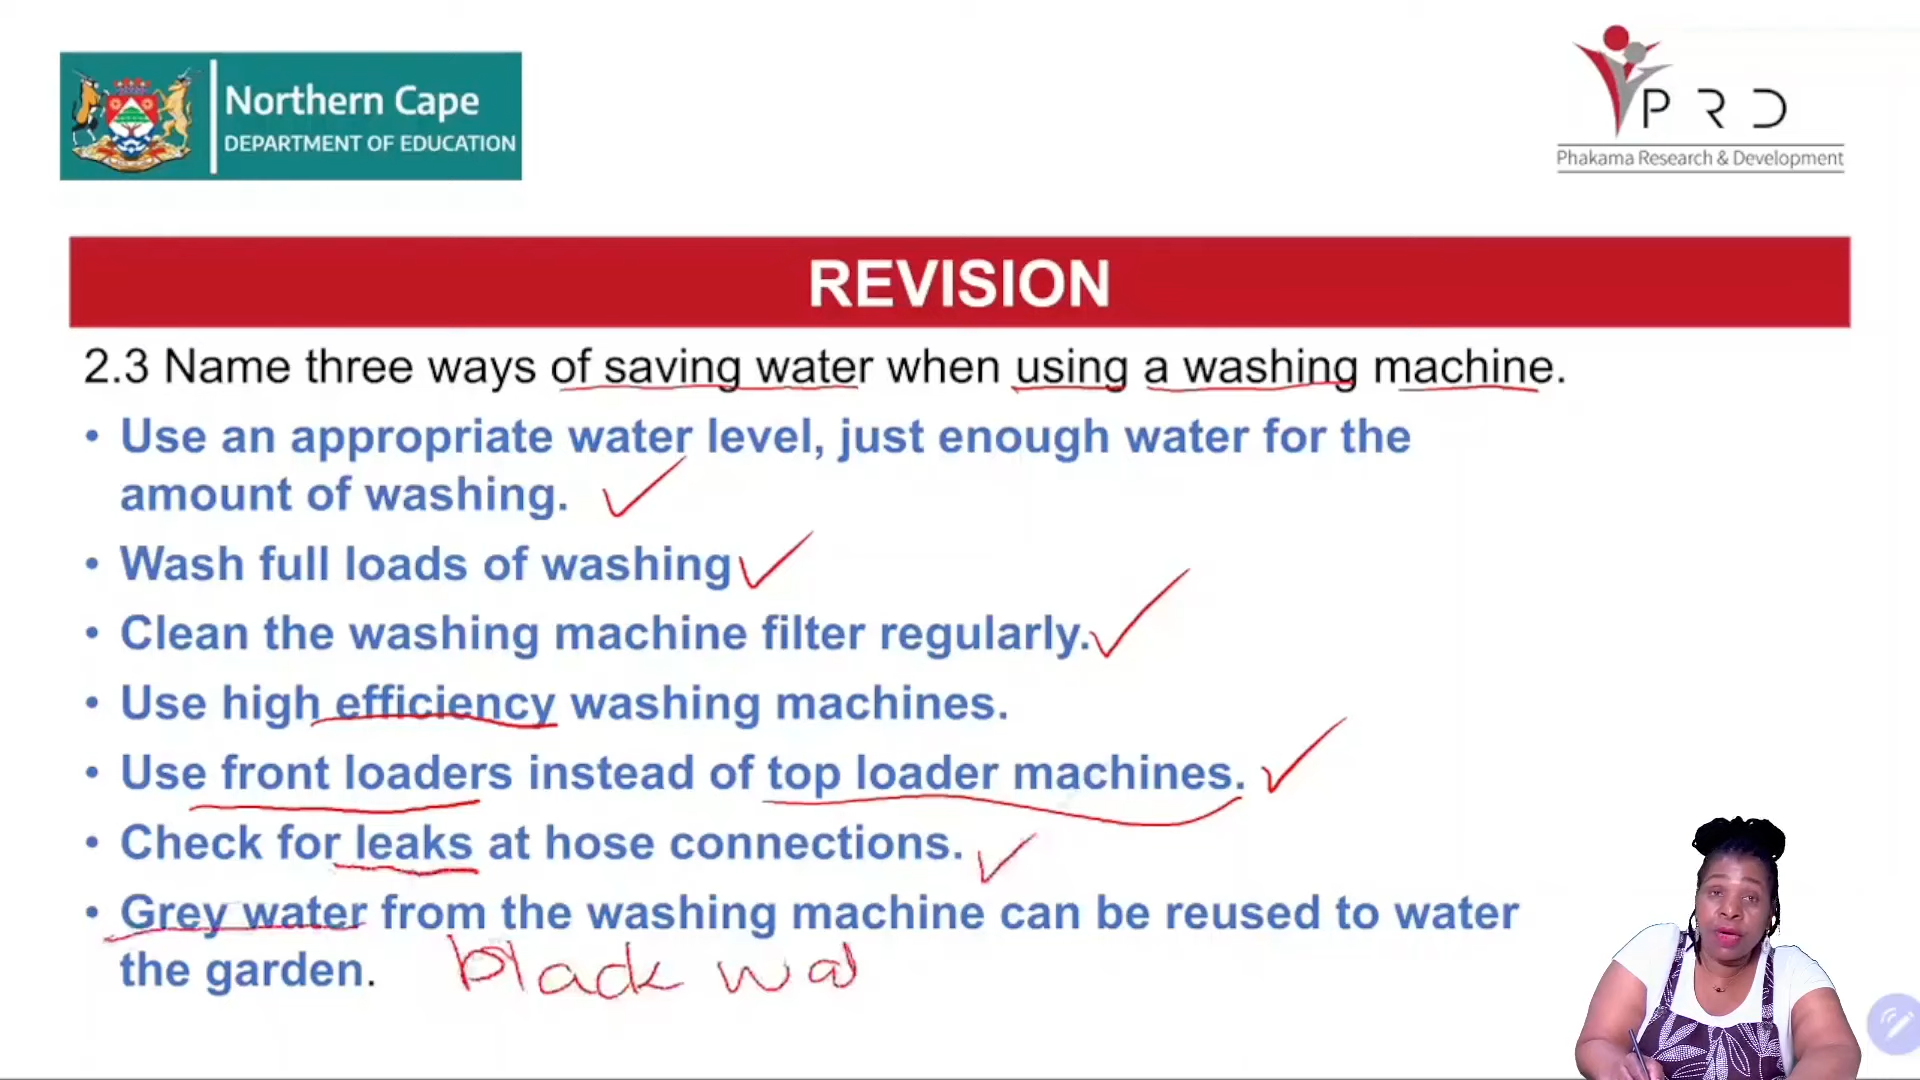 Northern Cape
DEPARTMENT OF EDUCATION
PRD
Phakama Research & Development
REVISION
2.3 Name three ways of saving water when using a washing machine.
• Use an appropriate water level, just enough water for the
amount of washing.
• Wash full loads of washing
• Clean the washing machine filter regularly.
• Use high efficiency washing machines.
• Use front loaders instead of top loader machines.
• Check for leaks at hose connections.
• Grey water from the washing machine can be reused to water
the garden. black wa